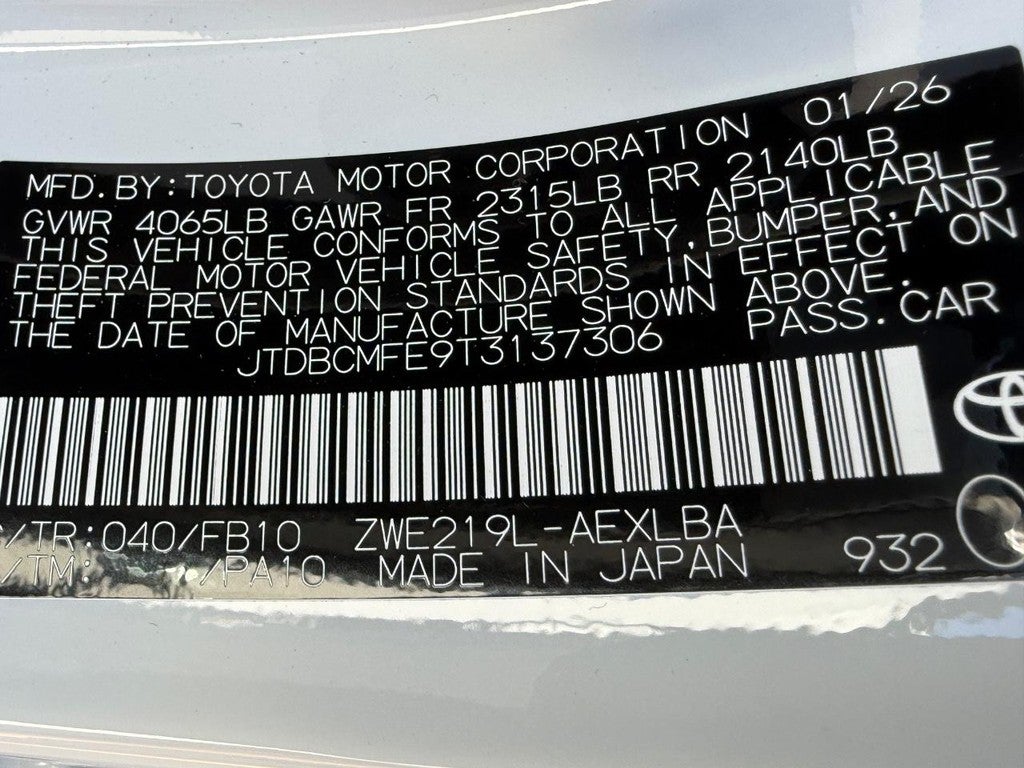 MFD.BY:TOYOTA MOTOR CORPORATION 01/26
GVWR 4065LB GAWR FR 2315LB RR 2140LB
THIS VEHICLE CONFORMS TO ALL APPLICABLE
FEDERAL MOTOR VEHICLE SAFETY,BUMPER,AND
THEFT PREVENTION STANDARDS IN EFFECT ON
THE DATE OF MANUFACTURE SHOWN ABOVE.
JTDBCMFE9T3137306 PASS.CAR
/TR:040/FB10 ZWE219L-AEXLBA
/TM: /PA10 MADE IN JAPAN 932